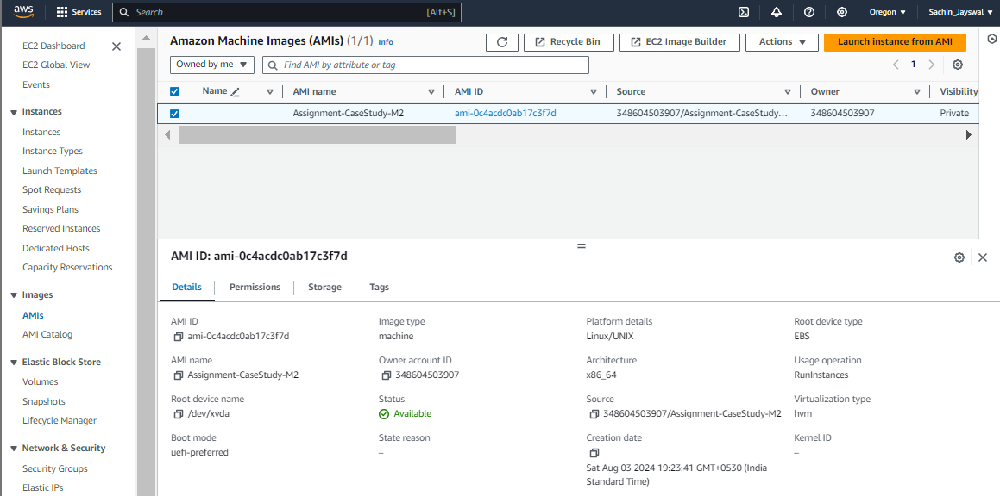 aws Services Search [Alt+S] Oregon Sachin_Jayswal
EC2 Dashboard
EC2 Global View
Events
Instances
Instances
Instance Types
Launch Templates
Spot Requests
Savings Plans
Reserved Instances
Dedicated Hosts
Capacity Reservations
Images
AMIs
AMI Catalog
Elastic Block Store
Volumes
Snapshots
Lifecycle Manager
Network & Security
Security Groups
Elastic IPs
Amazon Machine Images (AMIs) (1/1) Info Recycle Bin EC2 Image Builder Actions Launch instance from AMI
Owned by me Find AMI by attribute or tag 1
Name AMI name AMI ID Source Owner Visibility
Assignment-CaseStudy-M2 ami-0c4acdc0ab17c3f7d 348604503907/Assignment-CaseStudy... 348604503907 Private
AMI ID: ami-0c4acdc0ab17c3f7d
Details Permissions Storage Tags
AMI ID Image type Platform details Root device type
ami-0c4acdc0ab17c3f7d machine Linux/UNIX EBS
AMI name Owner account ID Architecture Usage operation
Assignment-CaseStudy-M2 348604503907 x86_64 RunInstances
Root device name Status Source Virtualization type
/dev/xvda Available 348604503907/Assignment-CaseStudy-M2 hvm
Boot mode State reason Creation date Kernel ID
uefi-preferred – –
Sat Aug 03 2024 19:23:41 GMT+0530 (India
Standard Time)